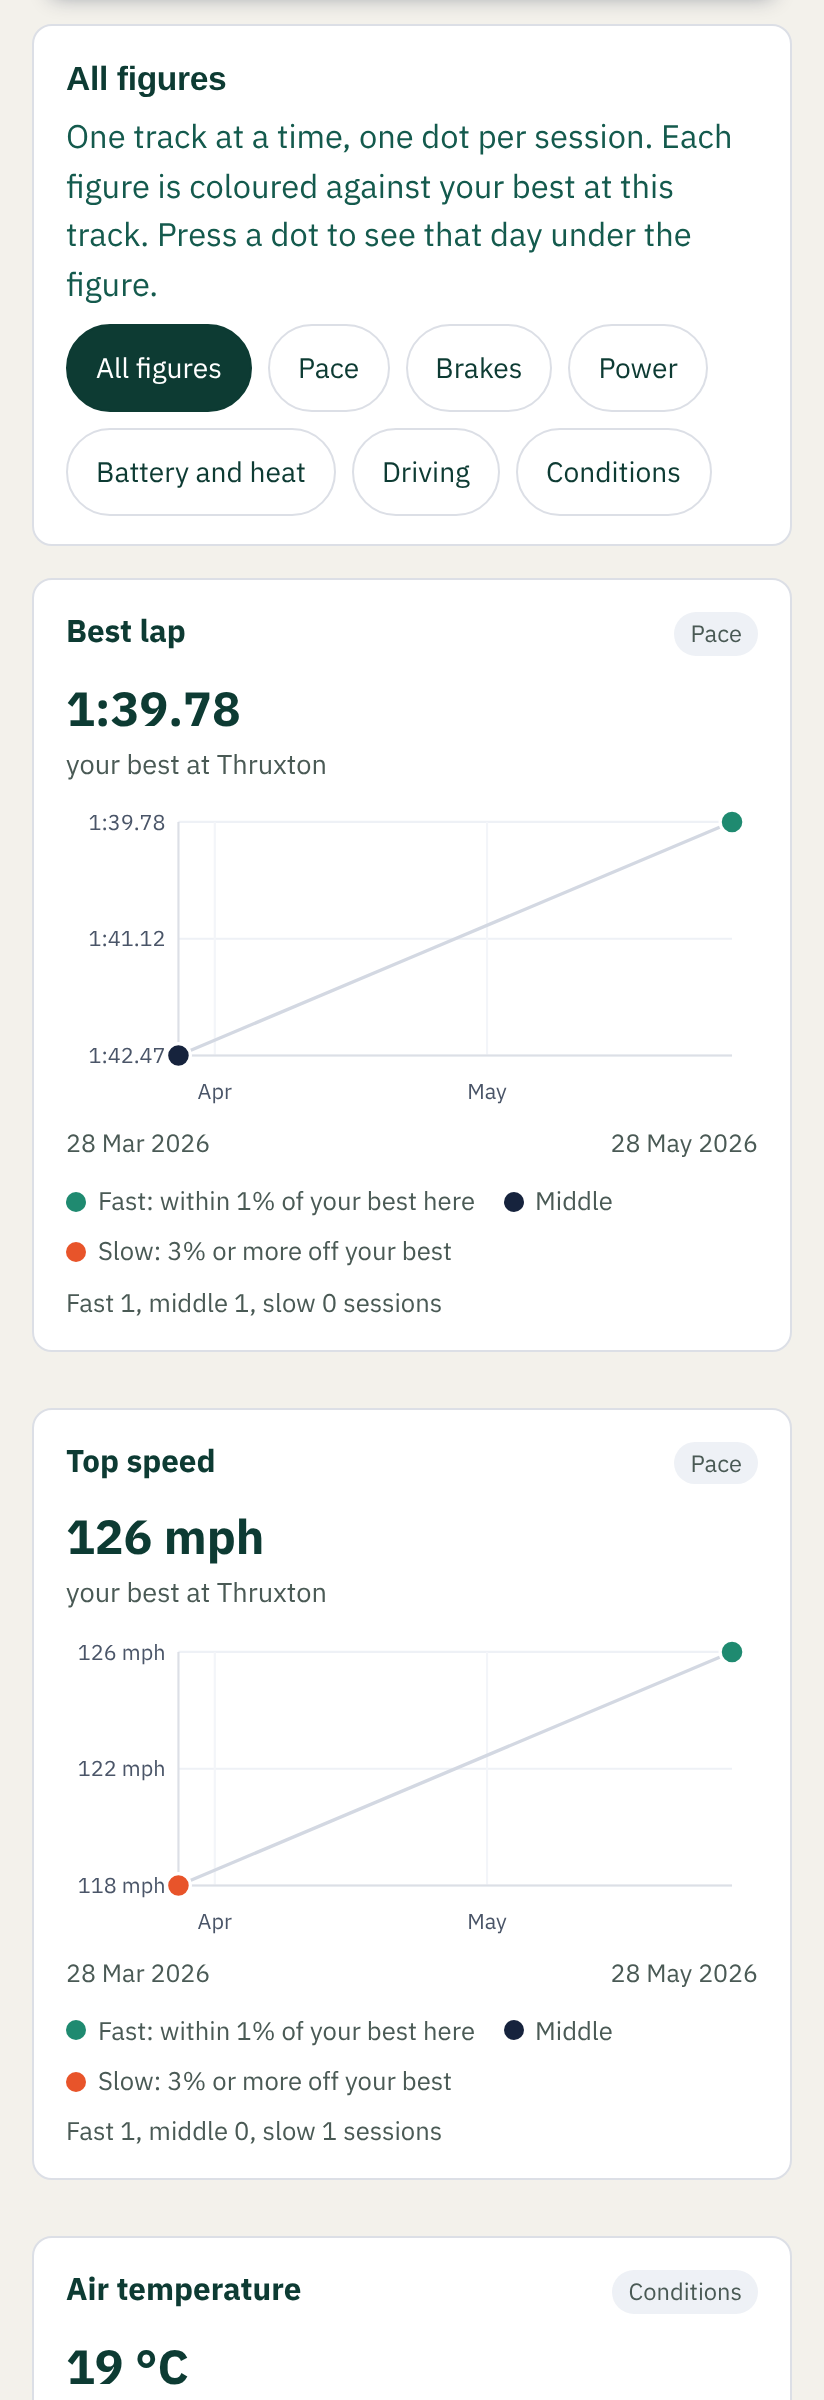 All figures
One track at a time, one dot per session. Each
figure is coloured against your best at this
track. Press a dot to see that day under the
figure.
All figures Pace Brakes Power
Battery and heat Driving Conditions
Best lap Pace
1:39.78
your best at Thruxton
1:39.78
1:41.12
1:42.47
Apr May
28 Mar 2026 28 May 2026
Fast: within 1% of your best here Middle
Slow: 3% or more off your best
Fast 1, middle 1, slow 0 sessions
Top speed Pace
126 mph
your best at Thruxton
126 mph
122 mph
118 mph
Apr May
28 Mar 2026 28 May 2026
Fast: within 1% of your best here Middle
Slow: 3% or more off your best
Fast 1, middle 0, slow 1 sessions
Air temperature Conditions
19 °C